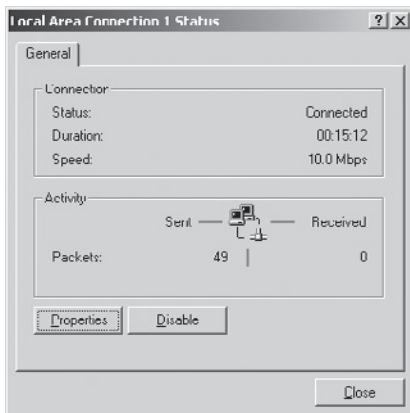 Local Area Connection 1 Status
? X
General
Connection
Status: Connected
Duration: 00:15:12
Speed: 10.0 Mbps
Activity
Sent Received
Packets: 49 0
Properties Disable
Close